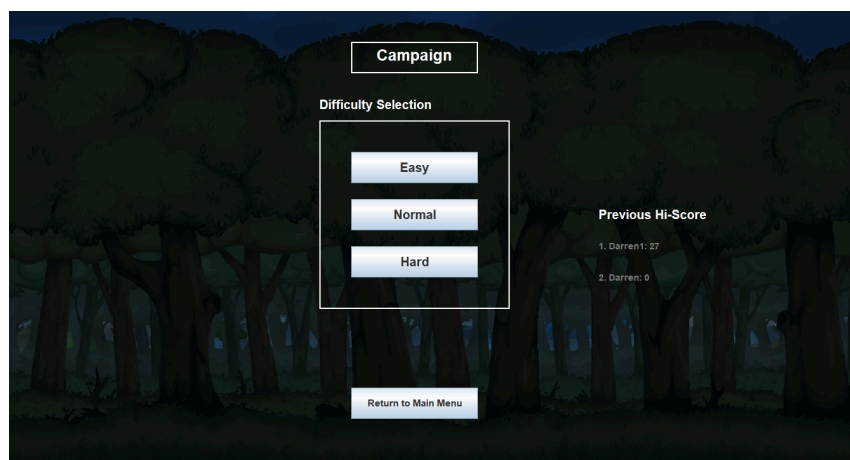 Campaign
Difficulty Selection
Easy
Normal
Hard
Previous Hi-Score
1. Darren1: 27
2. Darren: 0
Return to Main Menu